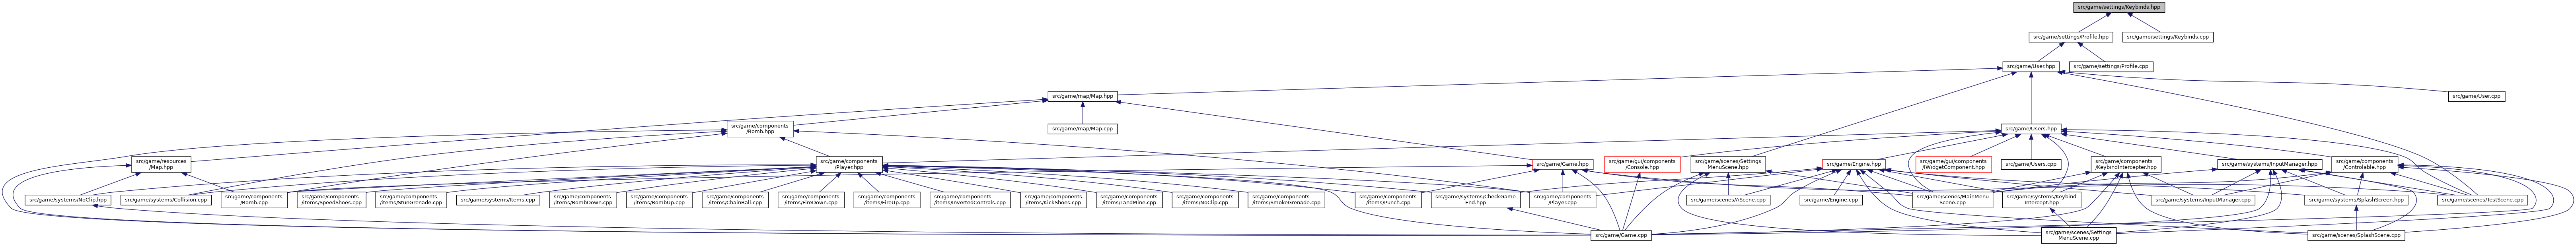 src/game/settings/Keybinds.hpp
src/game/settings/Profile.hpp
src/game/settings/Keybinds.cpp
src/game/User.hpp
src/game/settings/Profile.cpp
src/game/map/Map.hpp
src/game/User.cpp
src/game/components
/Bomb.hpp
src/game/map/Map.cpp
src/game/Users.hpp
src/game/resources
/Map.hpp
src/game/components
/Player.hpp
src/game/Game.hpp
src/game/gui/components
/Console.hpp
src/game/scenes/Settings
MenuScene.hpp
src/game/Engine.hpp
src/game/gui/components
/WidgetComponent.hpp
src/game/Users.cpp
src/game/components
/KeybindIntercepter.hpp
src/game/systems/InputManager.hpp
src/game/components
/Controlable.hpp
src/game/systems/NoClip.hpp
src/game/systems/Collision.cpp
src/game/components
/Bomb.cpp
src/game/components
/items/SpeedShoes.cpp
src/game/components
/items/StunGrenade.cpp
src/game/systems/Items.cpp
src/game/components
/items/BombDown.cpp
src/game/components
/items/BombUp.cpp
src/game/components
/items/ChainBall.cpp
src/game/components
/items/FireDown.cpp
src/game/components
/items/FireUp.cpp
src/game/components
/items/InvertedControls.cpp
src/game/components
/items/KickShoes.cpp
src/game/components
/items/LandMine.cpp
src/game/components
/items/NoClip.cpp
src/game/components
/items/SmokeGrenade.cpp
src/game/components
/items/Punch.cpp
src/game/systems/CheckGame
End.hpp
src/game/components
/Player.cpp
src/game/scenes/AScene.cpp
src/game/Engine.cpp
src/game/scenes/MainMenu
Scene.cpp
src/game/systems/Keybind
Intercept.hpp
src/game/systems/InputManager.cpp
src/game/systems/SplashScreen.hpp
src/game/scenes/TestScene.cpp
src/game/Game.cpp
src/game/scenes/Settings
MenuScene.cpp
src/game/scenes/SplashScene.cpp